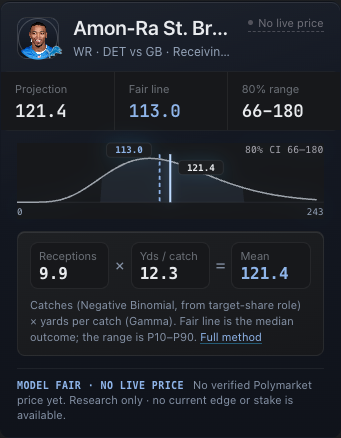 Amon-Ra St. Br...
• No live price
WR · DET vs GB · Receivin...
Projection
121.4
Fair line
113.0
80% range
66–180
113.0
80% CI 66–180
121.4
0
243
Receptions
9.9
×
Yds / catch
12.3
=
Mean
121.4
Catches (Negative Binomial, from target-share role)
× yards per catch (Gamma). Fair line is the median
outcome; the range is P10–P90. Full method
MODEL FAIR · NO LIVE PRICE No verified Polymarket
price yet. Research only · no current edge or stake is
available.